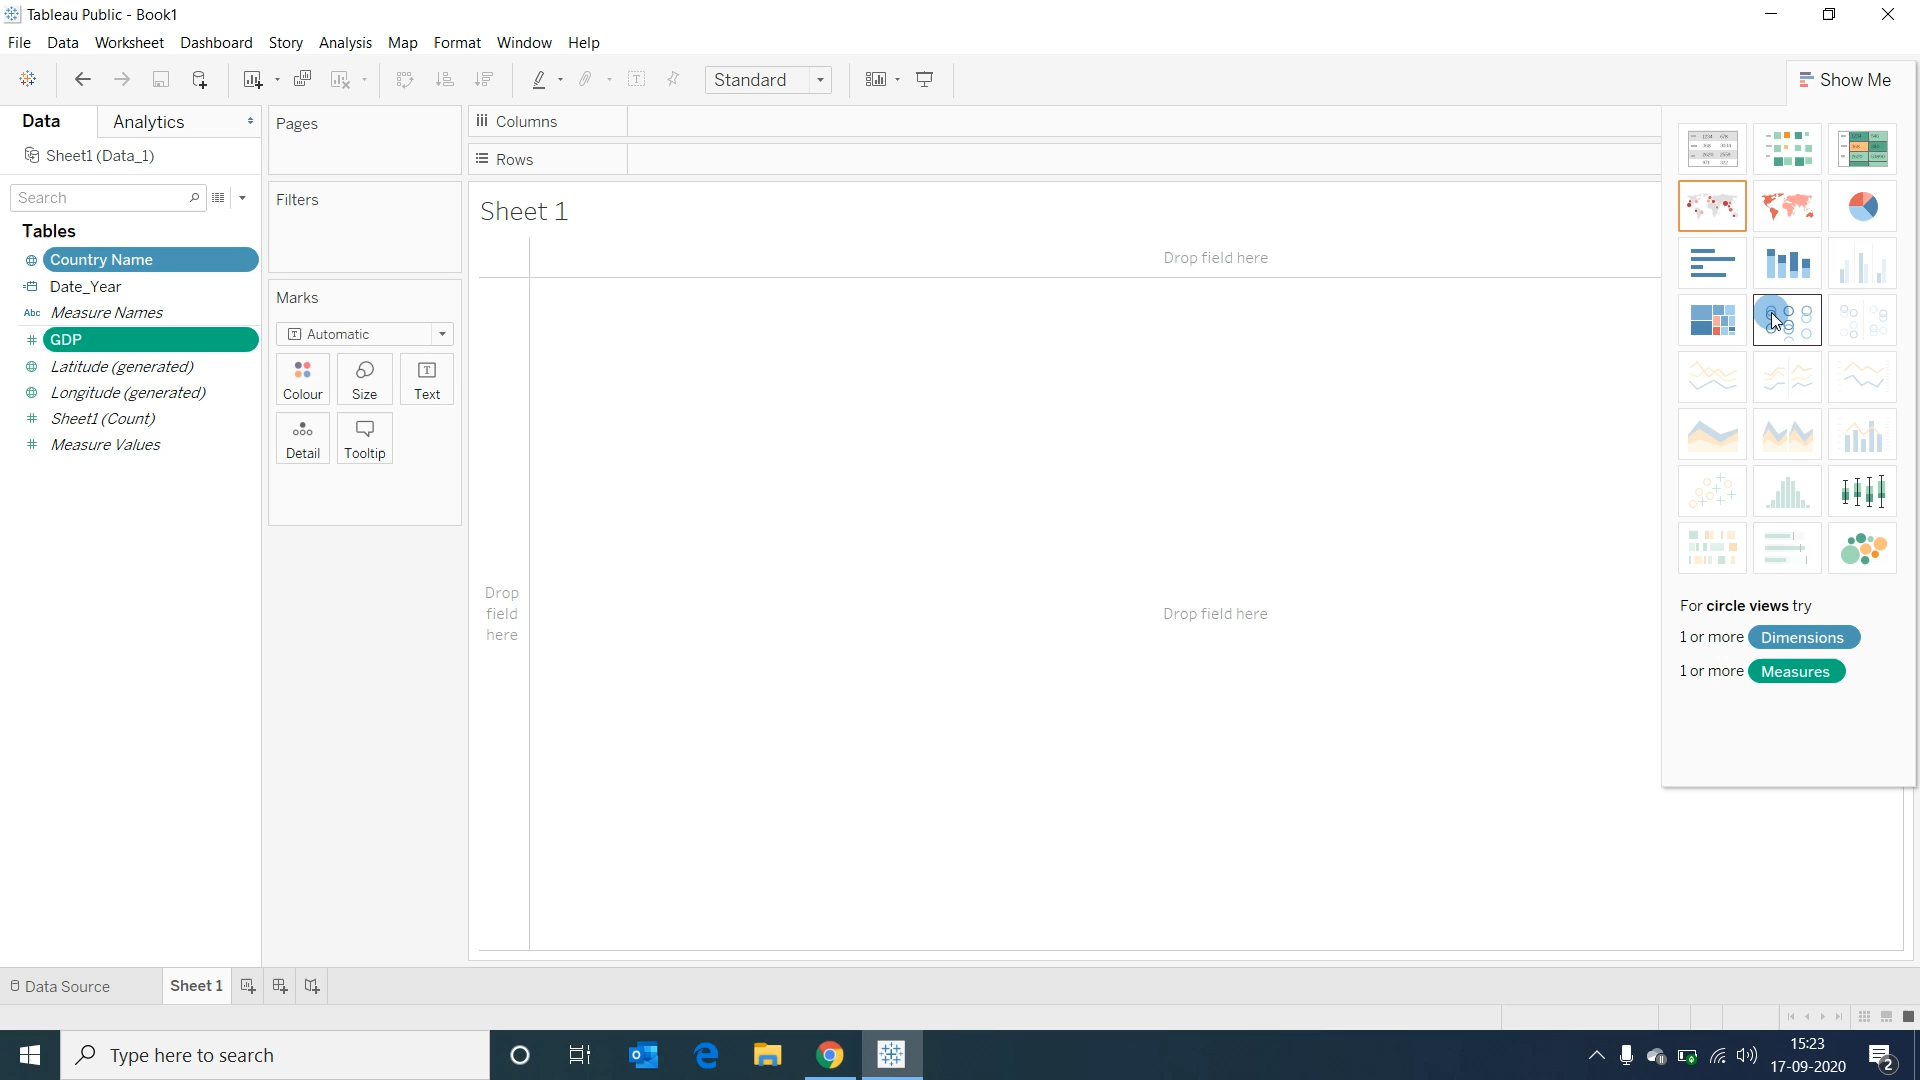 Tableau Public - Book1
File Data Worksheet Dashboard Story Analysis Map Format Window Help
Standard
Show Me
Data Analytics
Sheet1 (Data_1)
Search
Tables
Country Name
Date_Year
Abc Measure Names
# GDP
Latitude (generated)
Longitude (generated)
# Sheet1 (Count)
# Measure Values
Pages
Filters
Marks
Automatic
Colour Size Text
Detail Tooltip
Columns
Rows
Sheet 1
Drop field here
Drop
field
here
Drop field here
For circle views try
1 or more Dimensions
1 or more Measures
Data Source Sheet 1
Type here to search
15:23
17-09-2020
2